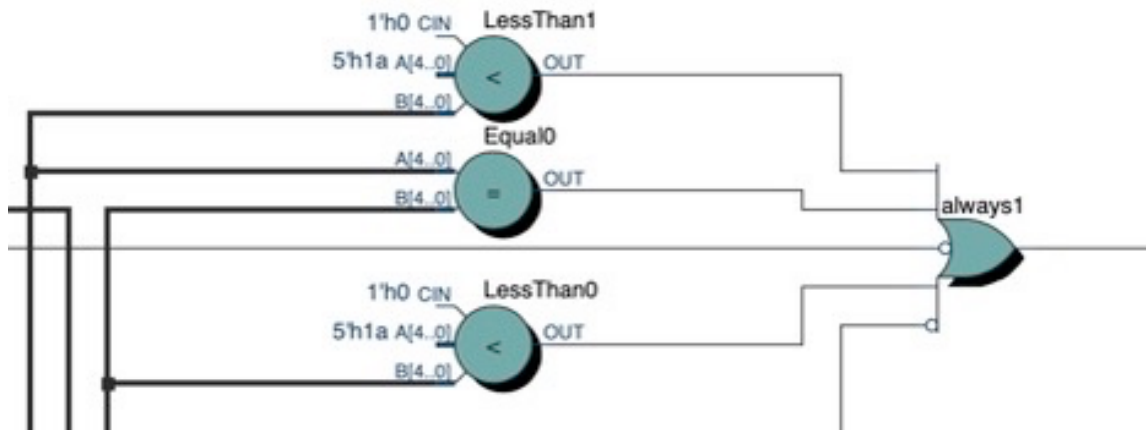 LessThan1
1'h0 CIN
5'h1a A[4..0]
B[4..0]
<
OUT
Equal0
A[4..0]
B[4..0]
=
OUT
always1
LessThan0
1'h0 CIN
5'h1a A[4..0]
B[4..0]
<
OUT